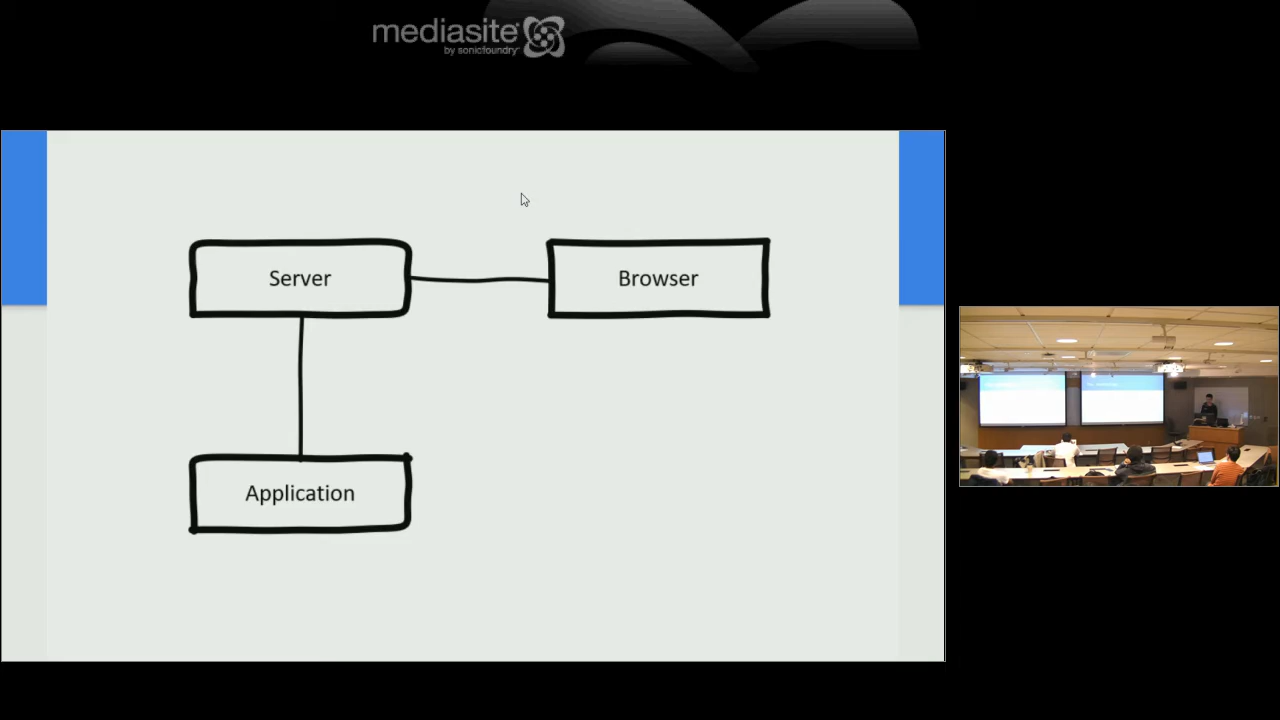 mediasite
by sonicfoundry
Server
Browser
Application